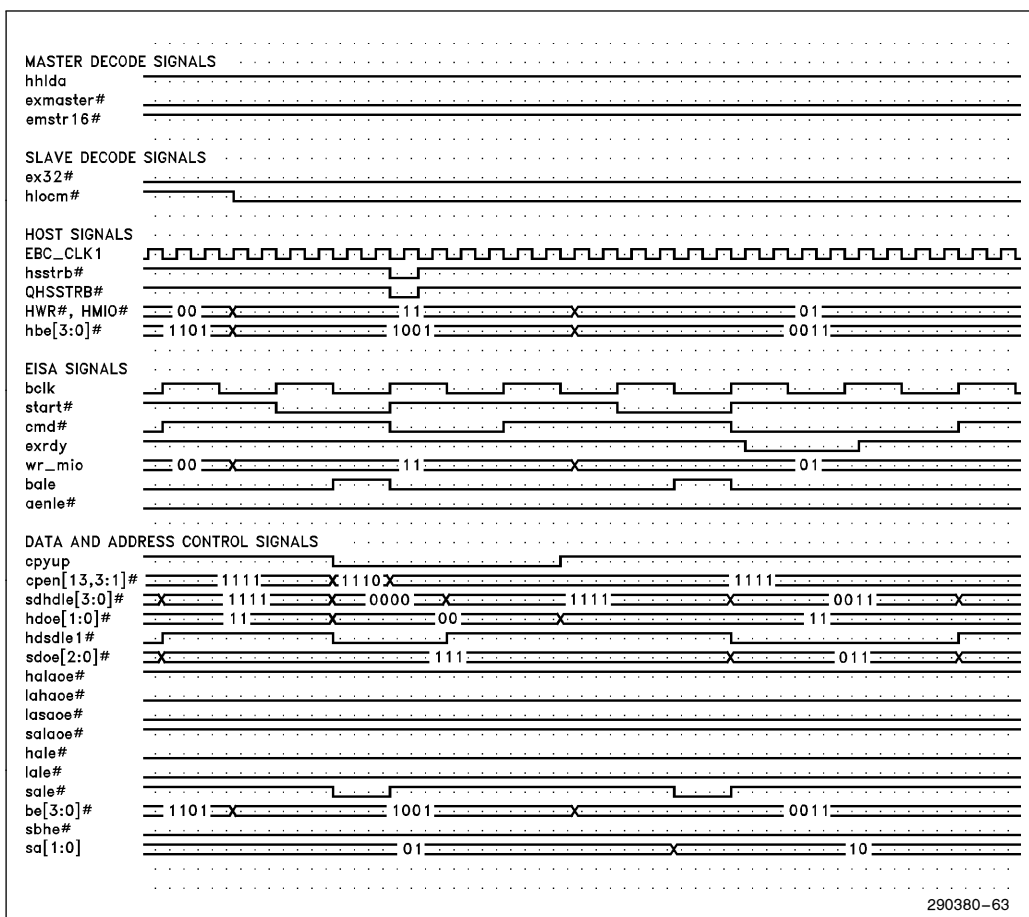 MASTER DECODE SIGNALS
hhlda
exmaster#
emstr16#
SLAVE DECODE SIGNALS
ex32#
hlocm#
HOST SIGNALS
EBC_CLK1
hsstrb#
QHSSTRB#
HWR#, HMIO# 00 11 01
hbe[3:0]# 1101 1001 0011
EISA SIGNALS
bclk
start#
cmd#
exrdy
wr_mio 00 11 01
bale
aenle#
DATA AND ADDRESS CONTROL SIGNALS
cpyup
cpen[13,3:1]# 1111 1110 1111
sdhdle[3:0]# 1111 0000 1111 0011
hdoe[1:0]# 11 00 11
hdsdle1#
sdoe[2:0]# 111 011
halaoe#
lahaoe#
lasaoe#
salaoe#
hale#
lale#
sale#
be[3:0]# 1101 1001 0011
sbhe#
sa[1:0] 01 10
290380–63